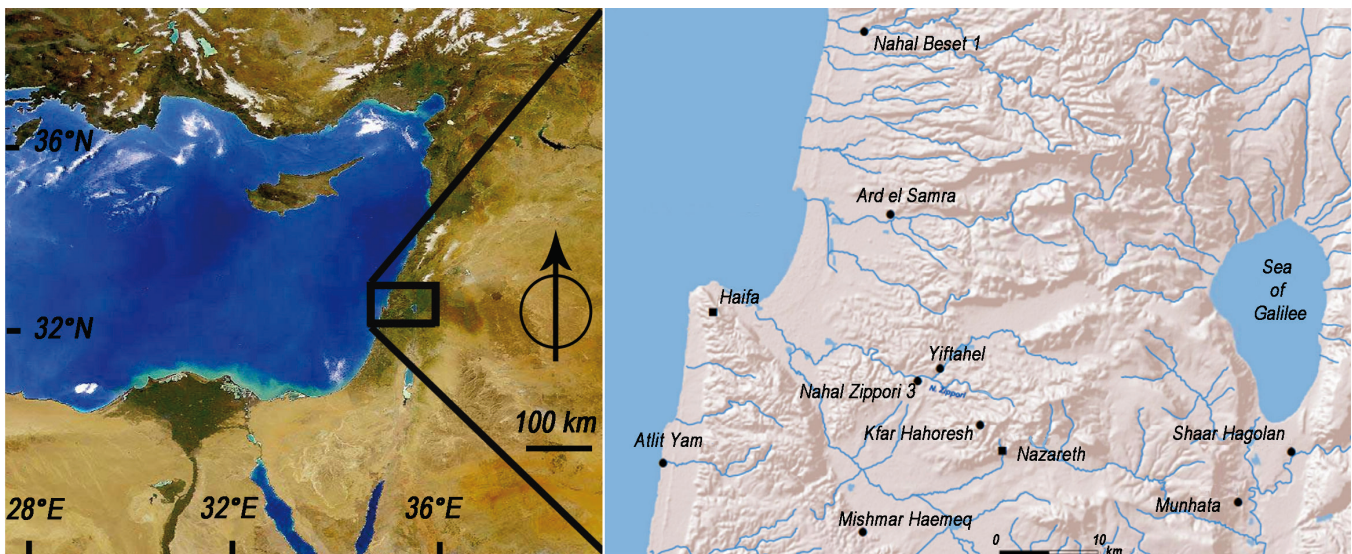 36°N
32°N
100 km
28°E
32°E
36°E
Nahal Beset 1
Ard el Samra
Sea
of
Galilee
Haifa
Yiftahel
Nahal Zippori 3
N. Zippori
Kfar Hahoresh
Atlit Yam
Shaar Hagolan
Nazareth
Munhata
Mishmar Haemeq
0 10
km